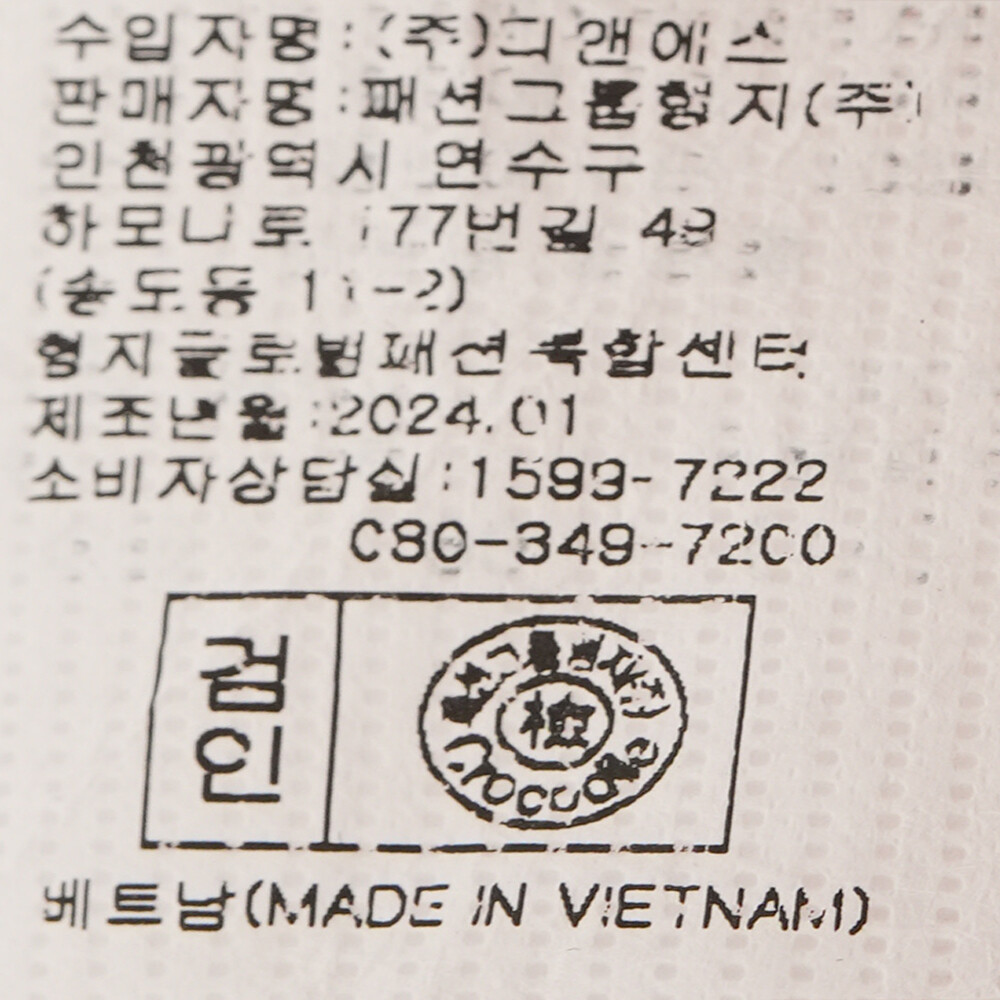 수입자명:(주)디앤에스
판매자명:패션그룹형지(주)
인천광역시 연수구
하모니로 177번길 49
(송도동 11-2)
형지글로벌패션복합센터
제조년월:2024.01
소비자상담실:1599-7222
080-349-7200
검
인
檢
베트남(MADE IN VIETNAM)